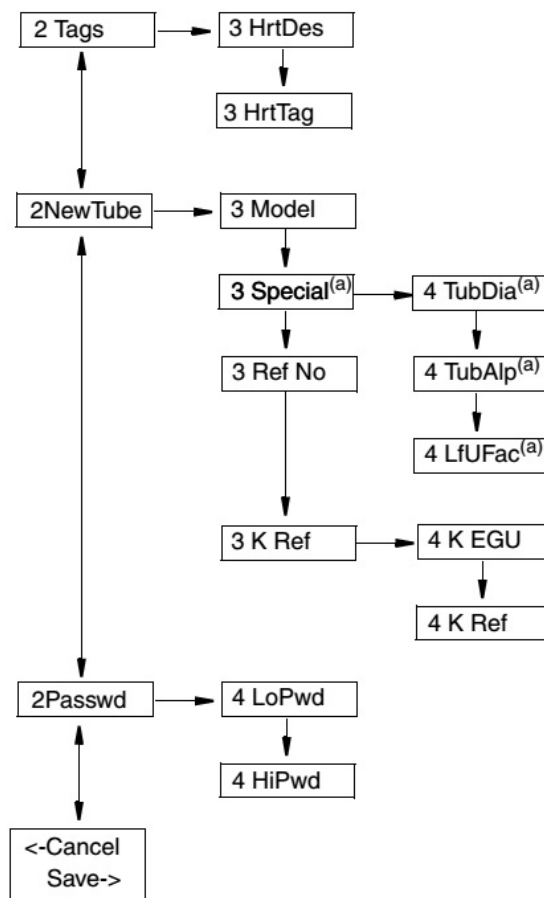 2 Tags
3 HrtDes
3 HrtTag
2NewTube
3 Model
3 Special(a)
4 TubDia(a)
3 Ref No
4 TubAlp(a)
4 LfUFac(a)
3 K Ref
4 K EGU
4 K Ref
2Passwd
4 LoPwd
4 HiPwd
<-Cancel
Save->